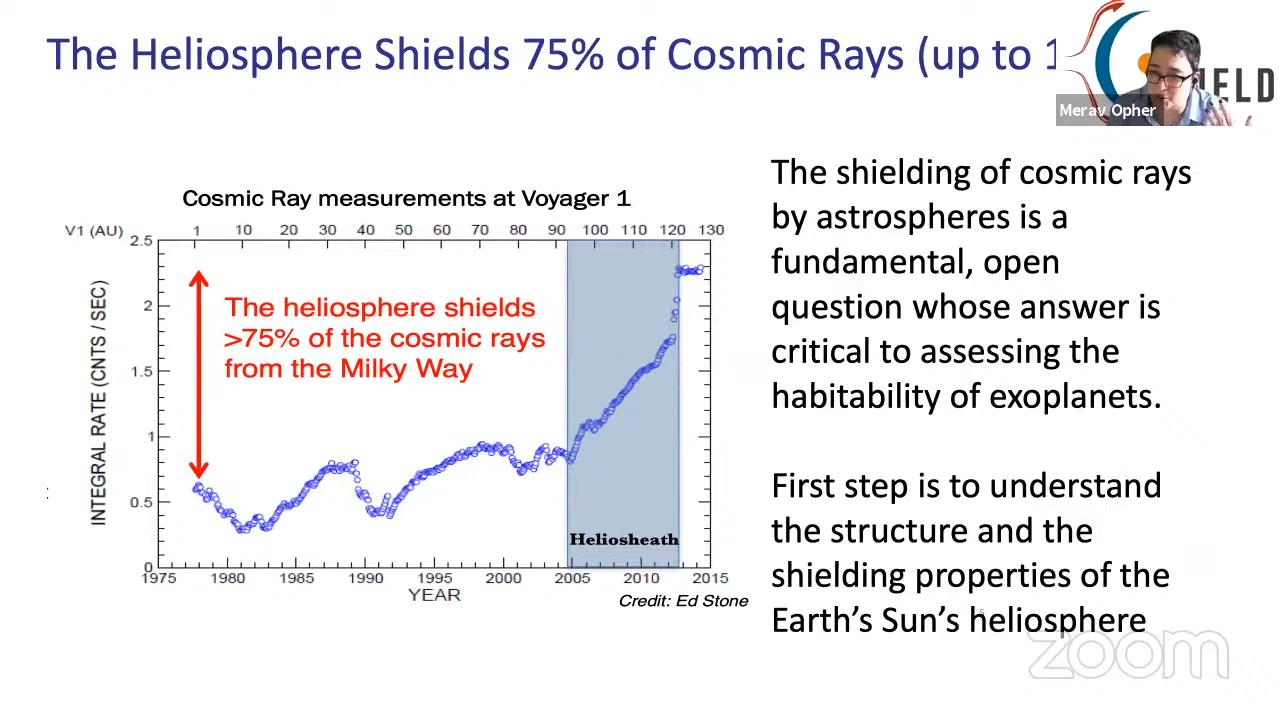 The Heliosphere Shields 75% of Cosmic Rays (up to 1
IELD
Merav Opher
Cosmic Ray measurements at Voyager 1
V1 (AU) 1 10 20 30 40 50 60 70 80 90 100 110 120 130
2.5
2
1.5
1
0.5
0
INTEGRAL RATE (CNTS / SEC)
The heliosphere shields
>75% of the cosmic rays
from the Milky Way
Heliosheath
1975 1980 1985 1990 1995 2000 2005 2010 2015
YEAR
Credit: Ed Stone
The shielding of cosmic rays
by astrospheres is a
fundamental, open
question whose answer is
critical to assessing the
habitability of exoplanets.
First step is to understand
the structure and the
shielding properties of the
Earth’s Sun’s heliosphere
zoom